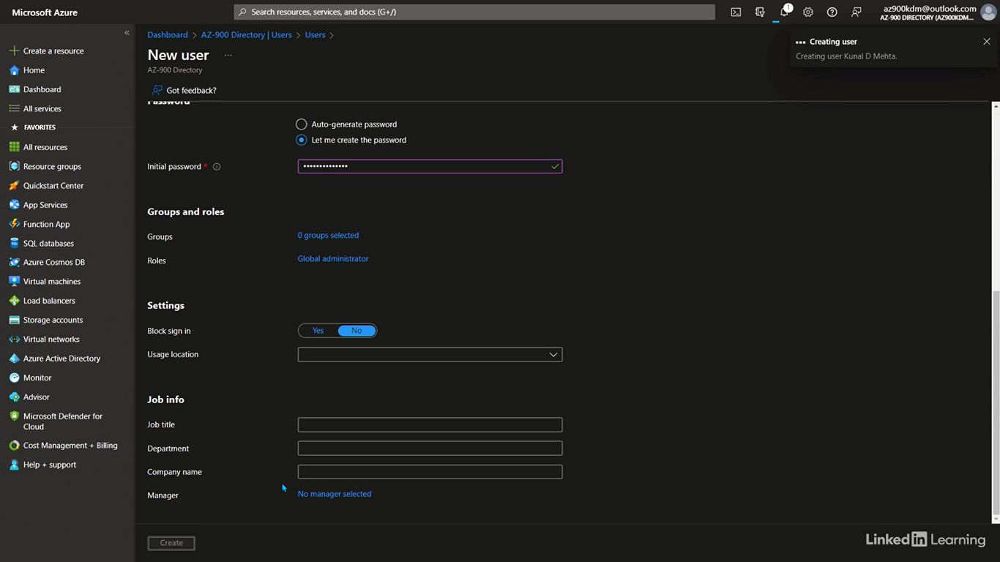 Microsoft Azure
Search resources, services, and docs (G+/)
1
az900kdm@outlook.com
AZ-900 DIRECTORY (AZ900KDM...
«
Create a resource
Home
Dashboard
All services
FAVORITES
All resources
Resource groups
Quickstart Center
App Services
Function App
SQL databases
Azure Cosmos DB
Virtual machines
Load balancers
Storage accounts
Virtual networks
Azure Active Directory
Monitor
Advisor
Microsoft Defender for
Cloud
Cost Management + Billing
Help + support
Dashboard > AZ-900 Directory | Users > Users >
New user ...
AZ-900 Directory
Got feedback?
Creating user
Creating user Kunal D Mehta.
Password
Auto-generate password
Let me create the password
Initial password *
••••••••••••••
Groups and roles
Groups 0 groups selected
Roles Global administrator
Settings
Block sign in Yes No
Usage location
Job info
Job title
Department
Company name
Manager No manager selected
Create
LinkedIn Learning